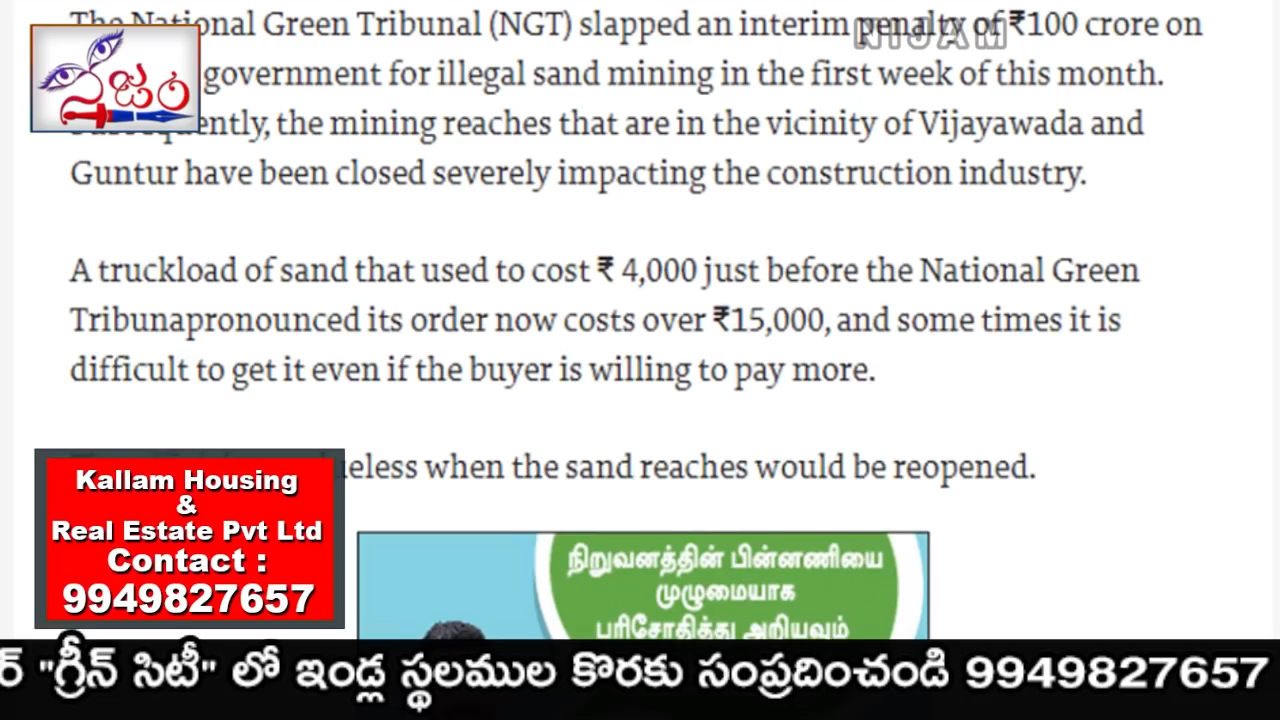 The National Green Tribunal (NGT) slapped an interim penalty of ₹100 crore on
NIJAM
నిజం
government for illegal sand mining in the first week of this month.
the mining reaches that are in the vicinity of Vijayawada and
Guntur have been closed severely impacting the construction industry.
A truckload of sand that used to cost ₹ 4,000 just before the National Green
Tribunapronounced its order now costs over ₹15,000, and some times it is
difficult to get it even if the buyer is willing to pay more.
when the sand reaches would be reopened.
Kallam Housing
&
Real Estate Pvt Ltd
Contact :
9949827657
நிறுவனத்தின் பின்னணியை
முழுமையாக
பரிசோதித்து அறியவும்
"గ్రీన్ సిటీ" లో ఇండ్ల స్థలముల కొరకు సంప్రదించండి 9949827657